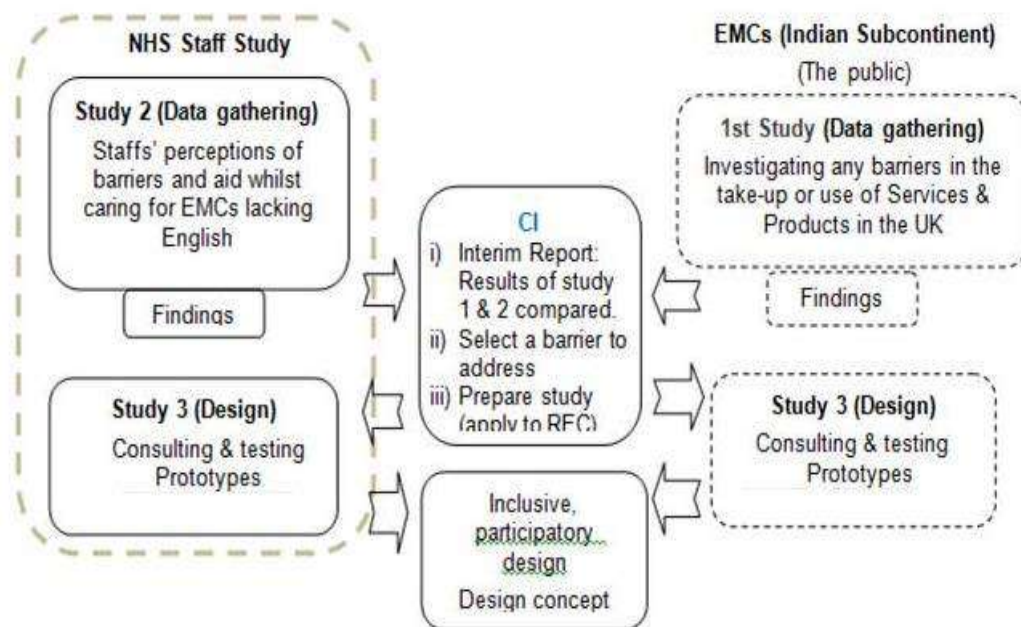 NHS Staff Study
Study 2 (Data gathering)
Staffs' perceptions of
barriers and aid whilst
caring for EMCs lacking
English
Findings
Study 3 (Design)
Consulting & testing
Prototypes
CI
i) Interim Report:
Results of study
1 & 2 compared.
ii) Select a barrier to
address
iii) Prepare study
(apply to REC)
Inclusive,
participatory
design
Design concept
EMCs (Indian Subcontinent)
(The public)
1st Study (Data gathering)
Investigating any barriers in the
take-up or use of Services &
Products in the UK
Findings
Study 3 (Design)
Consulting & testing
Prototypes